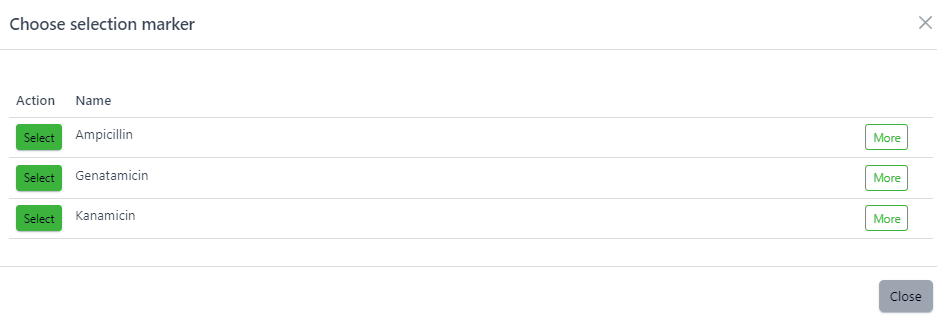 Choose selection marker
Action Name
Select Ampicillin More
Select Genatamicin More
Select Kanamicin More
Close